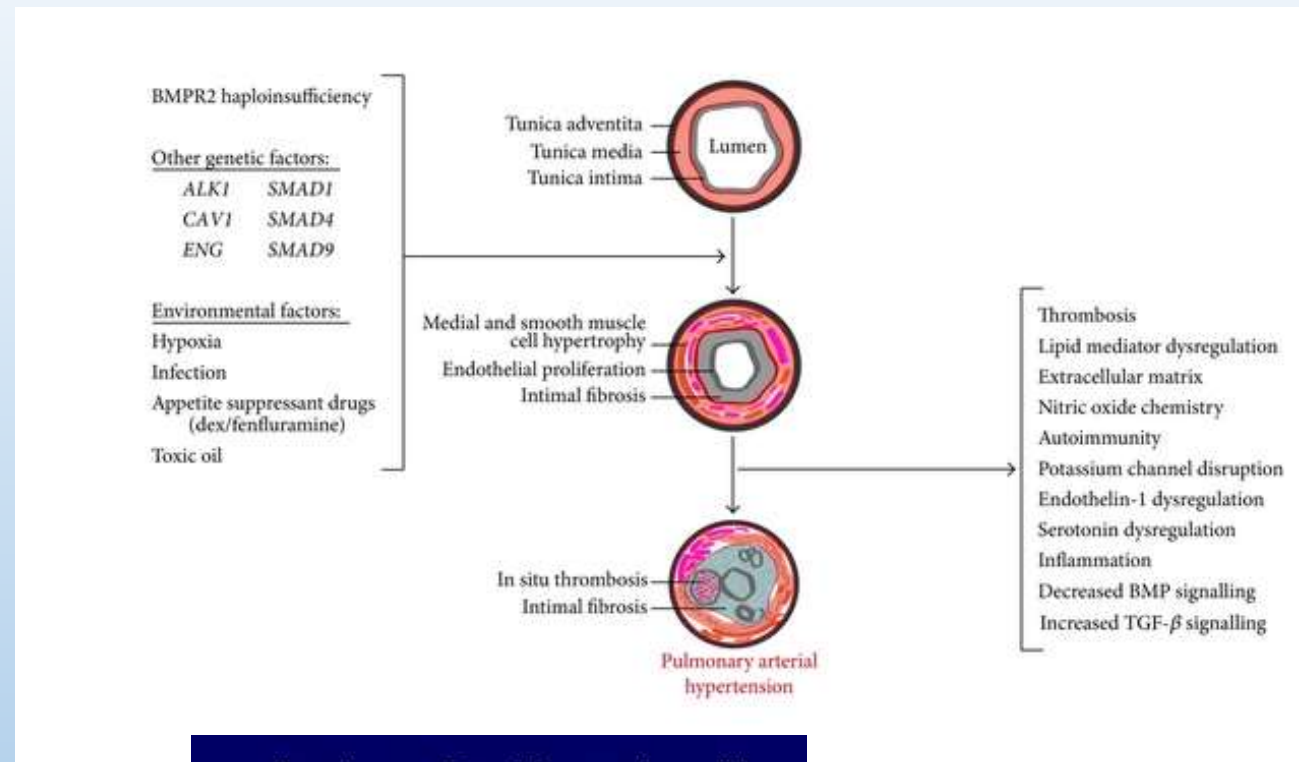 BMPR2 haploinsufficiency
Other genetic factors:
ALK1 SMAD1
CAV1 SMAD4
ENG SMAD9
Environmental factors:
Hypoxia
Infection
Appetite suppressant drugs
(dex/fenfluramine)
Toxic oil
Tunica adventita
Tunica media
Tunica intima
Lumen
Medial and smooth muscle
cell hypertrophy
Endothelial proliferation
Intimal fibrosis
In situ thrombosis
Intimal fibrosis
Pulmonary arterial
hypertension
Thrombosis
Lipid mediator dysregulation
Extracellular matrix
Nitric oxide chemistry
Autoimmunity
Potassium channel disruption
Endothelin-1 dysregulation
Serotonin dysregulation
Inflammation
Decreased BMP signalling
Increased TGF-β signalling